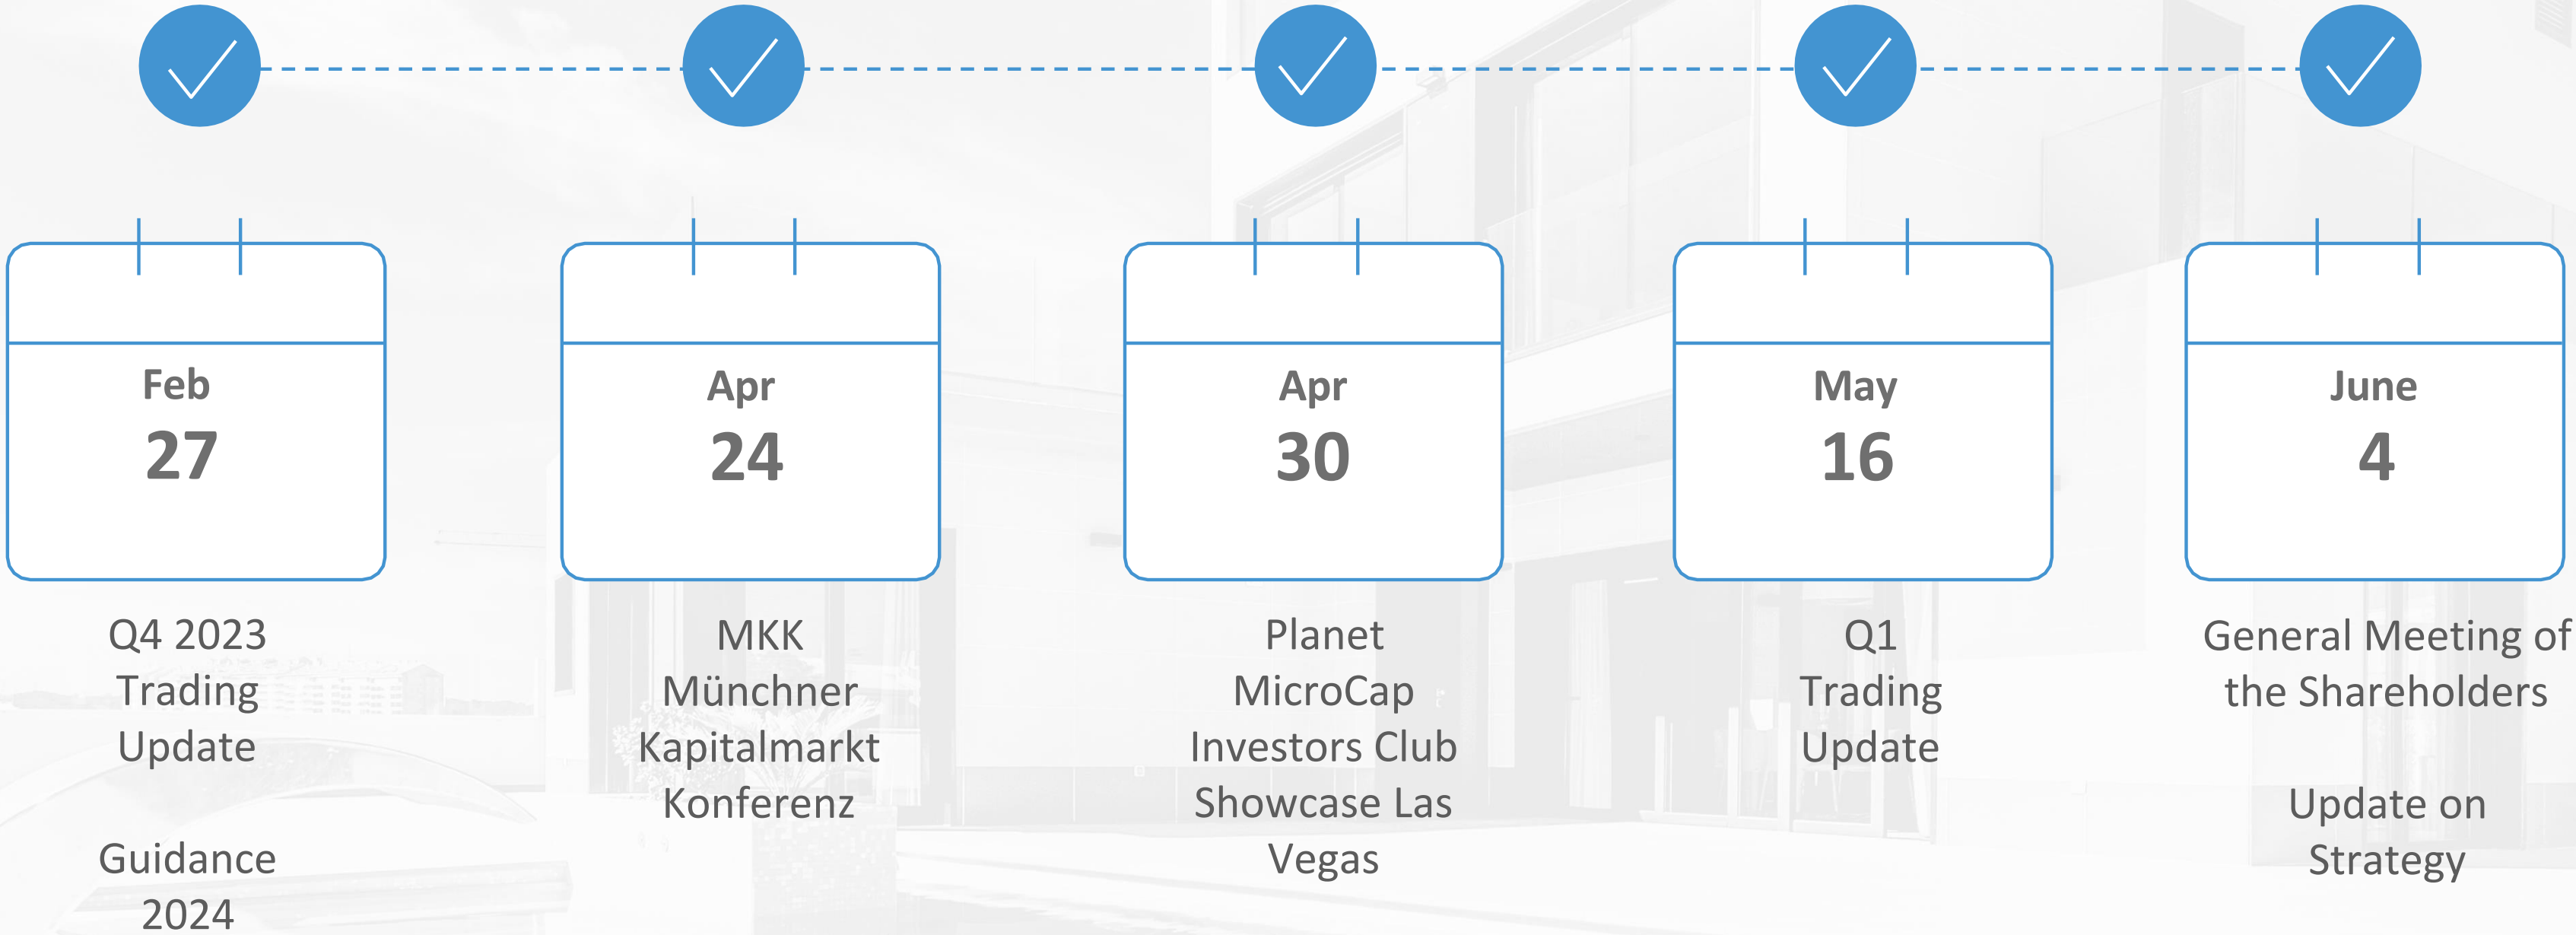 Feb
27
Q4 2023
Trading
Update
Guidance
2024
Apr
24
MKK
Münchner
Kapitalmarkt
Konferenz
Apr
30
Planet
MicroCap
Investors Club
Showcase Las
Vegas
May
16
Q1
Trading
Update
June
4
General Meeting of
the Shareholders
Update on
Strategy